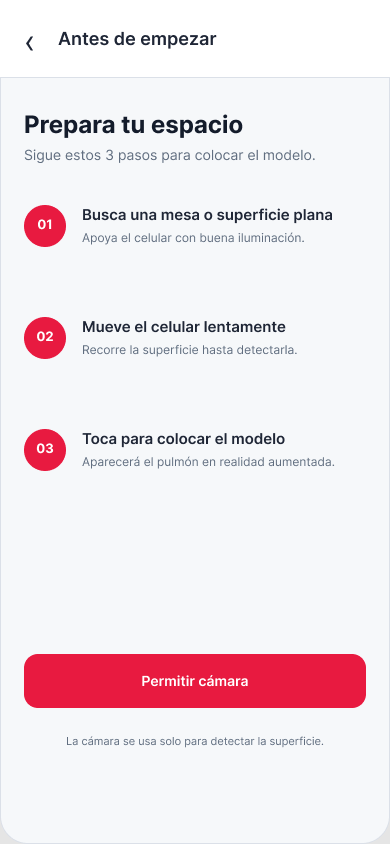 ‹ Antes de empezar
Prepara tu espacio
Sigue estos 3 pasos para colocar el modelo.
01
Busca una mesa o superficie plana
Apoya el celular con buena iluminación.
02
Mueve el celular lentamente
Recorre la superficie hasta detectarla.
03
Toca para colocar el modelo
Aparecerá el pulmón en realidad aumentada.
Permitir cámara
La cámara se usa solo para detectar la superficie.